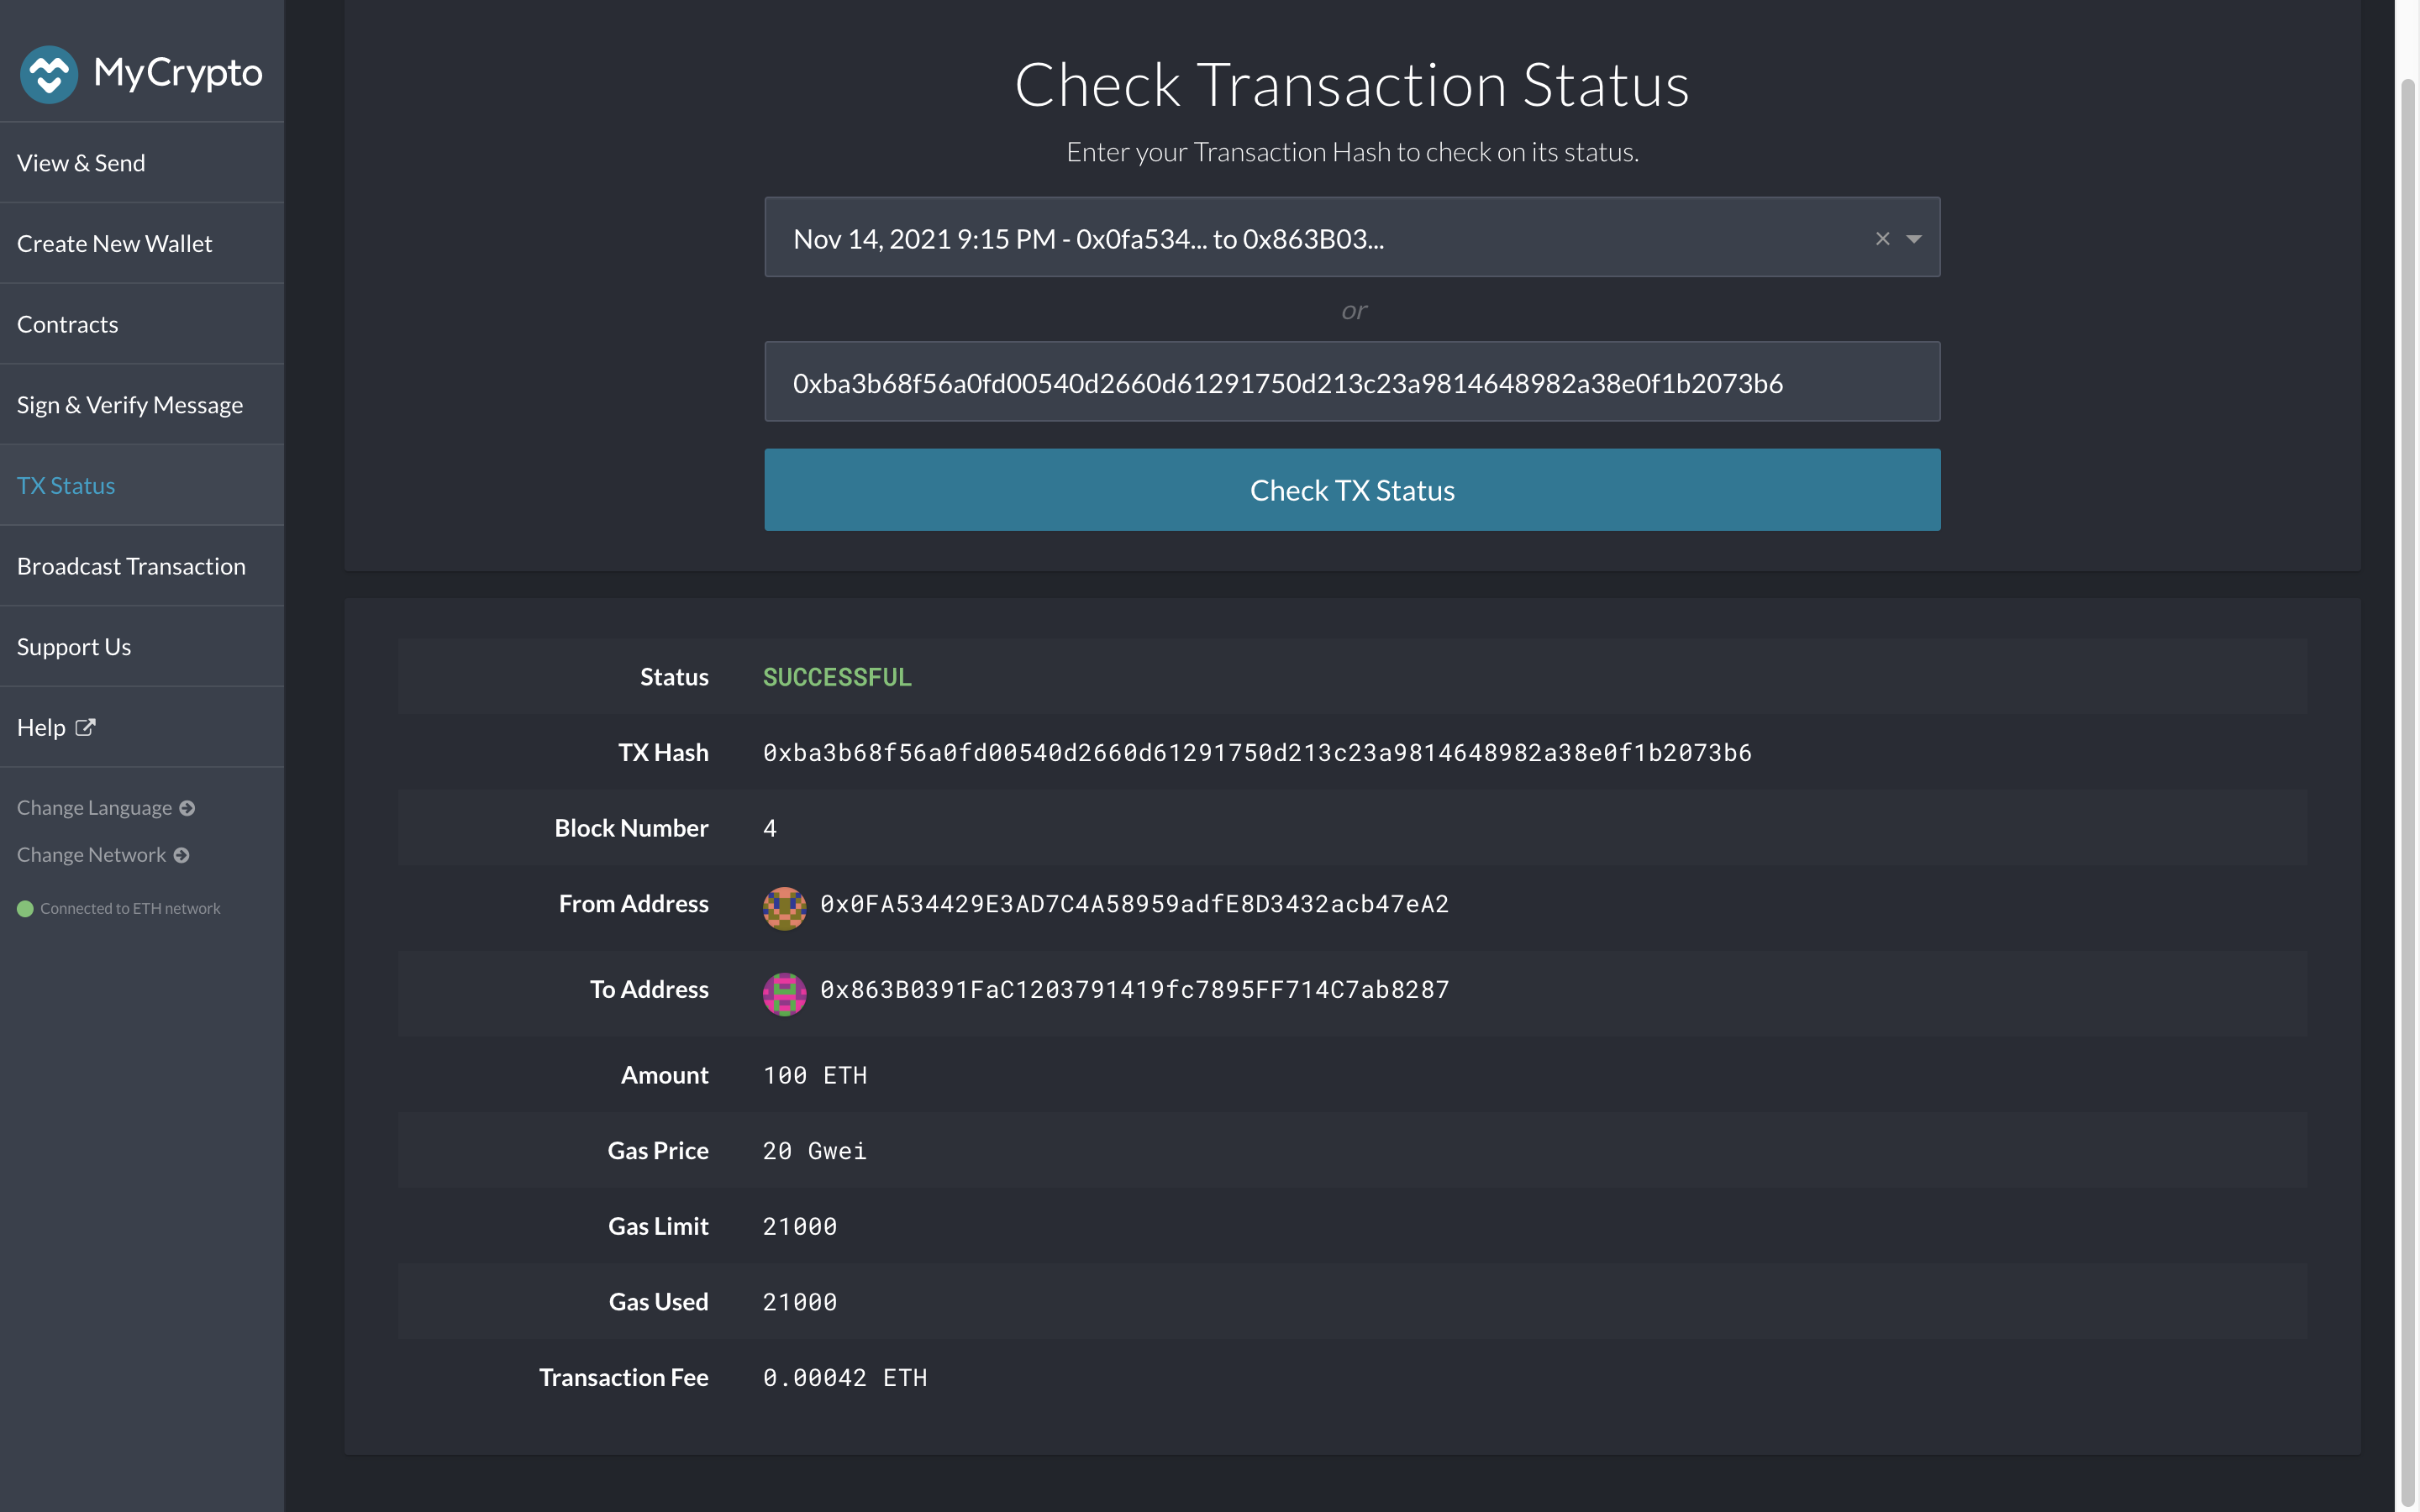 MyCrypto
View & Send
Create New Wallet
Contracts
Sign & Verify Message
TX Status
Broadcast Transaction
Support Us
Help
Change Language
Change Network
Connected to ETH network
Check Transaction Status
Enter your Transaction Hash to check on its status.
Nov 14, 2021 9:15 PM - 0x0fa534... to 0x863B03...
or
0xba3b68f56a0fd00540d2660d61291750d213c23a9814648982a38e0f1b2073b6
Check TX Status
Status SUCCESSFUL
TX Hash 0xba3b68f56a0fd00540d2660d61291750d213c23a9814648982a38e0f1b2073b6
Block Number 4
From Address 0x0FA534429E3AD7C4A58959adfE8D3432acb47eA2
To Address 0x863B0391FaC1203791419fc7895FF714C7ab8287
Amount 100 ETH
Gas Price 20 Gwei
Gas Limit 21000
Gas Used 21000
Transaction Fee 0.00042 ETH